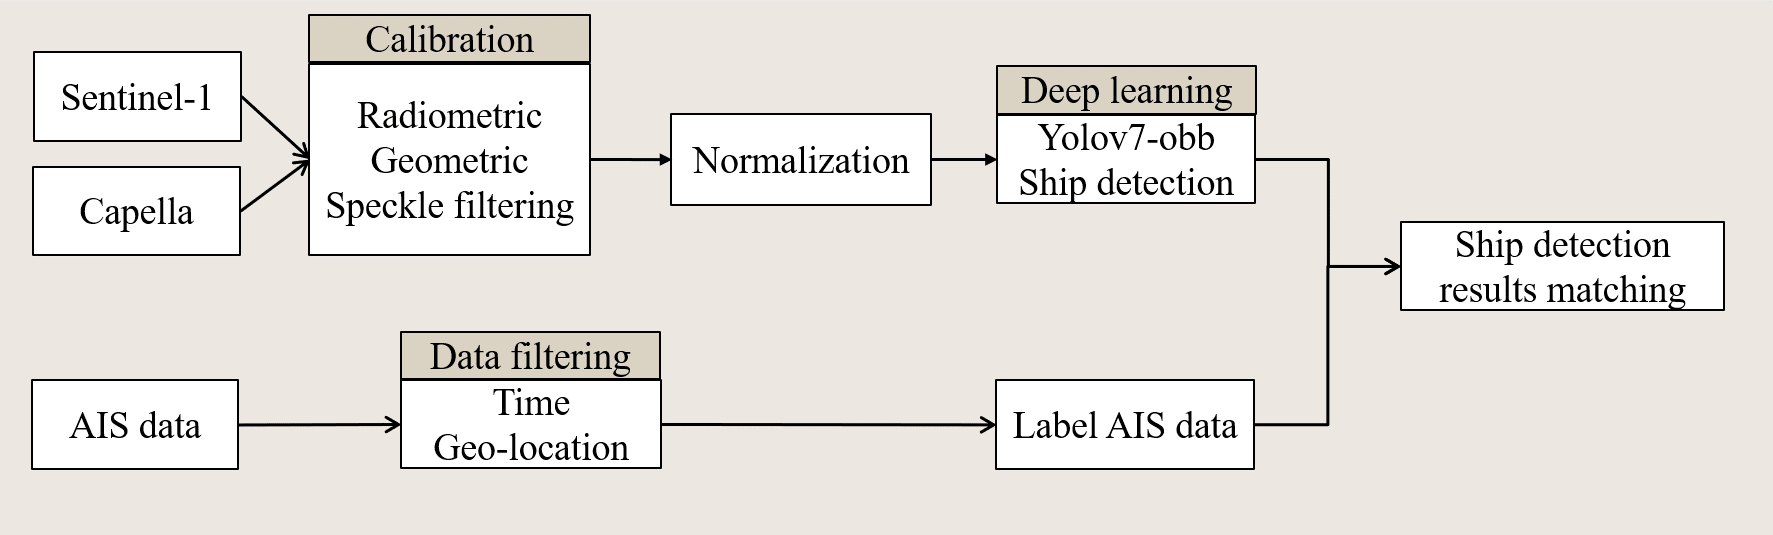 Sentinel-1
Capella
Calibration
Radiometric
Geometric
Speckle filtering
Normalization
Deep learning
Yolov7-obb
Ship detection
Ship detection
results matching
AIS data
Data filtering
Time
Geo-location
Label AIS data